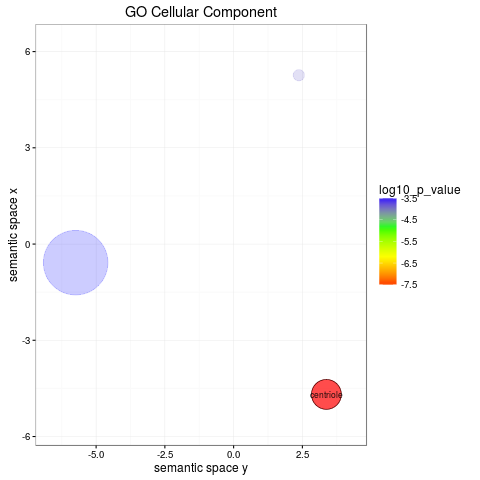 GO Cellular Component
6
3
0
-3
-6
semantic space x
centriole
-5.0
-2.5
0.0
2.5
semantic space y
log10_p_value
-3.5
-4.5
-5.5
-6.5
-7.5